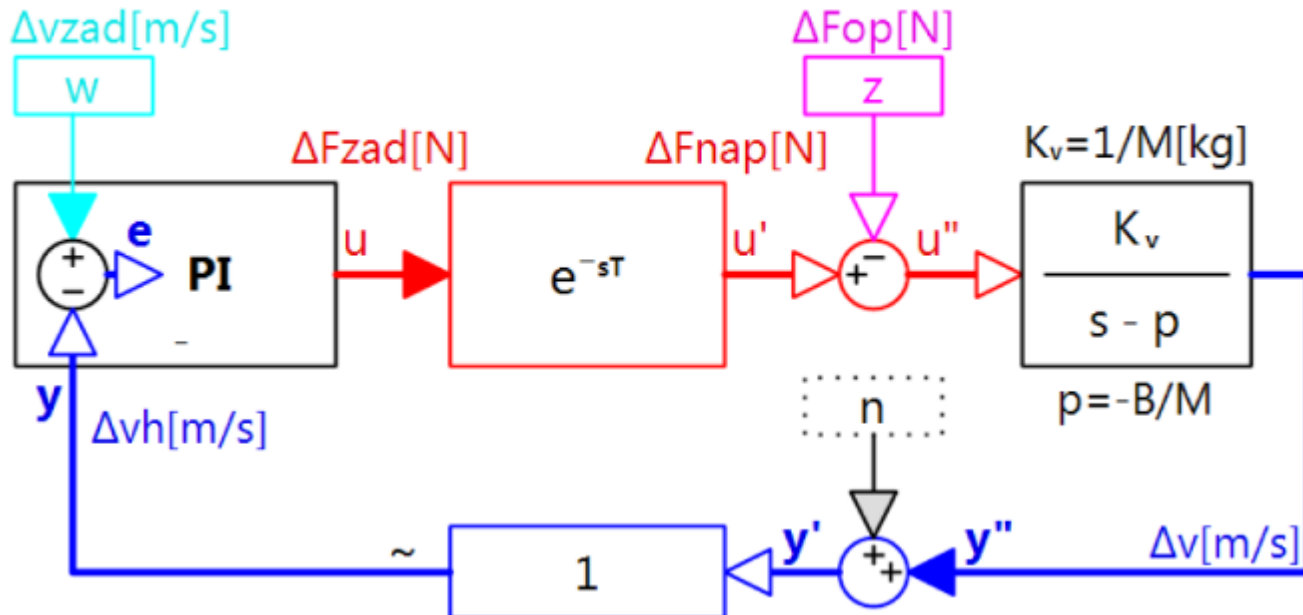 Δvzad[m/s]
ΔFop[N]
w
z
ΔFzad[N]
ΔFnap[N]
Kᵥ=1/M[kg]
+
e
−
PI
-
u
e⁻ˢᵀ
u'
+
−
u"
Kᵥ
s - p
y
Δvh[m/s]
n
p=-B/M
~
1
y'
+
+
y"
Δv[m/s]